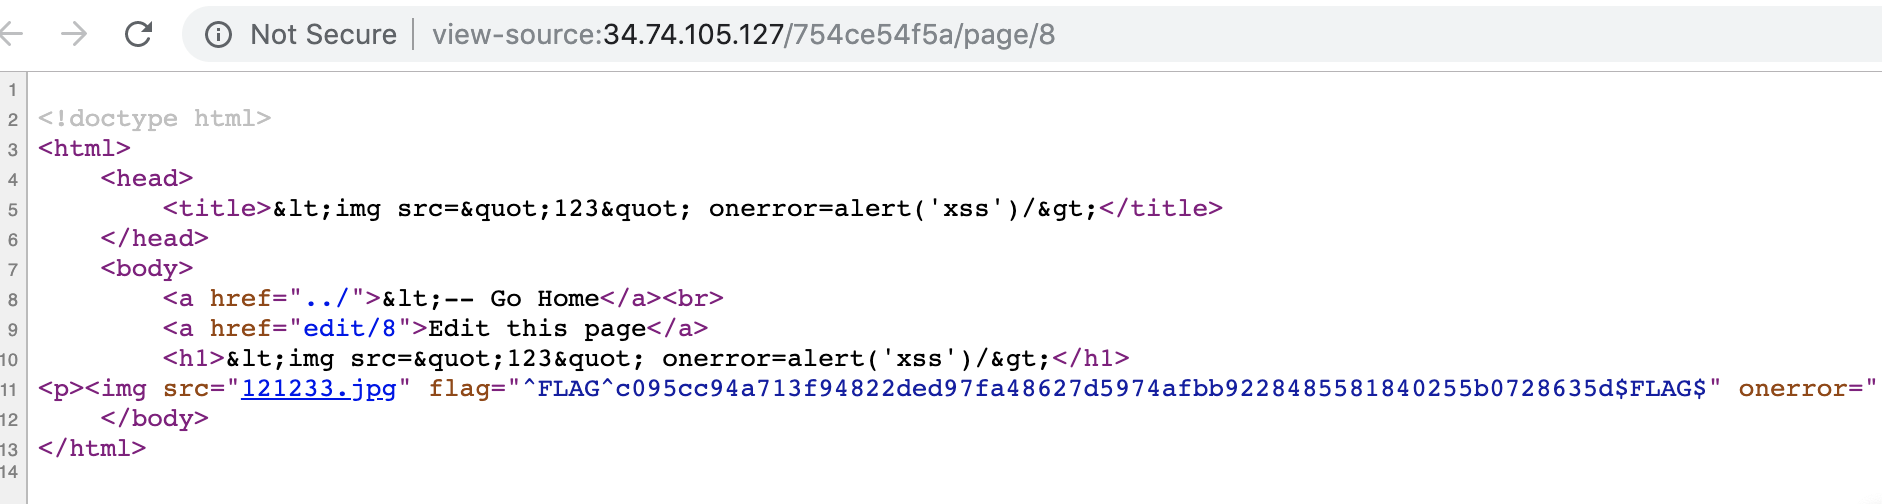 Not Secure | view-source:34.74.105.127/754ce54f5a/page/8
1
2 <!doctype html>
3 <html>
4 <head>
5 <title>&lt;img src=&quot;123&quot; onerror=alert('xss')/&gt;</title>
6 </head>
7 <body>
8 <a href="../">&lt;-- Go Home</a><br>
9 <a href="edit/8">Edit this page</a>
10 <h1>&lt;img src=&quot;123&quot; onerror=alert('xss')/&gt;</h1>
11 <p><img src="121233.jpg" flag="^FLAG^c095cc94a713f94822ded97fa48627d5974afbb9228485581840255b0728635d$FLAG$" onerror="
12 </body>
13 </html>
14